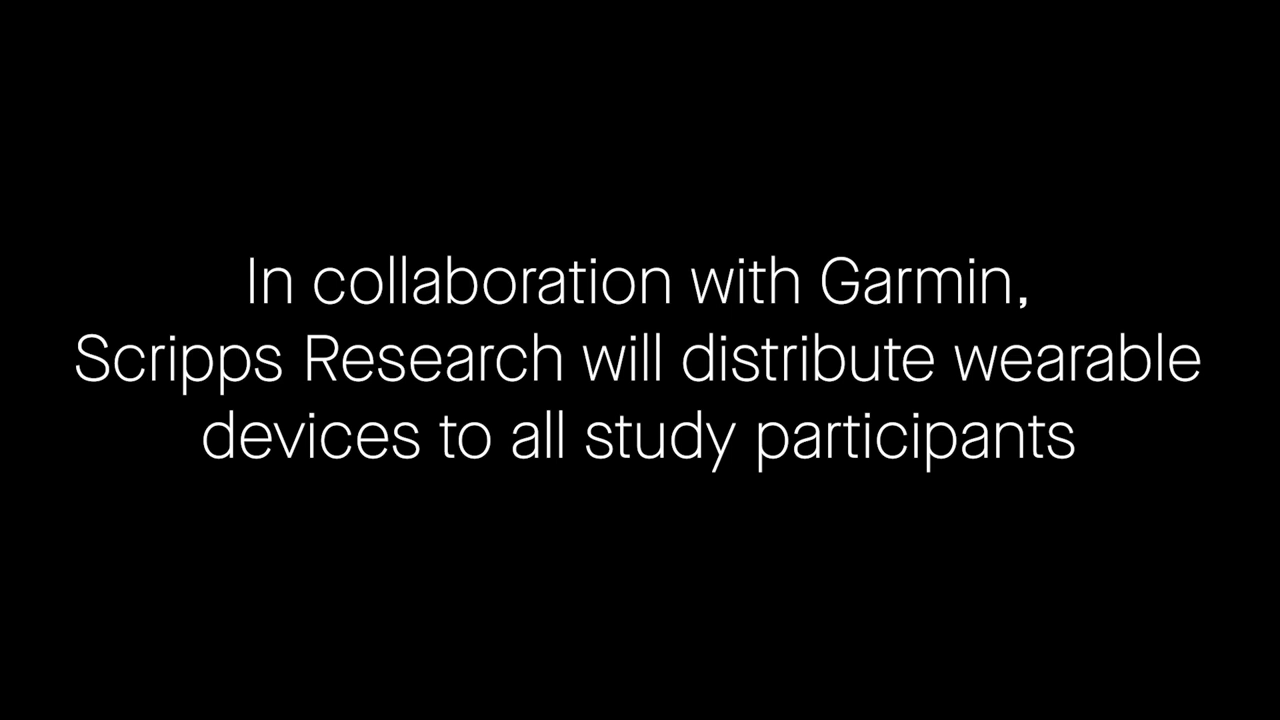 In collaboration with Garmin,
Scripps Research will distribute wearable
devices to all study participants